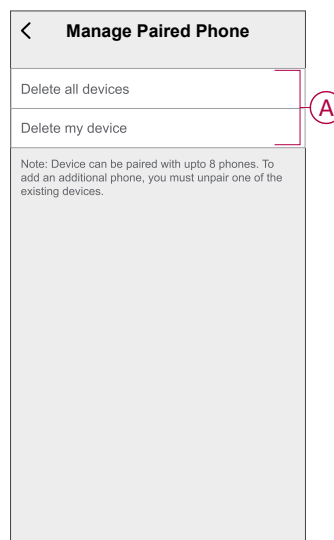 Manage Paired Phone
Delete all devices
A
Delete my device
Note: Device can be paired with upto 8 phones. To
add an additional phone, you must unpair one of the
existing devices.